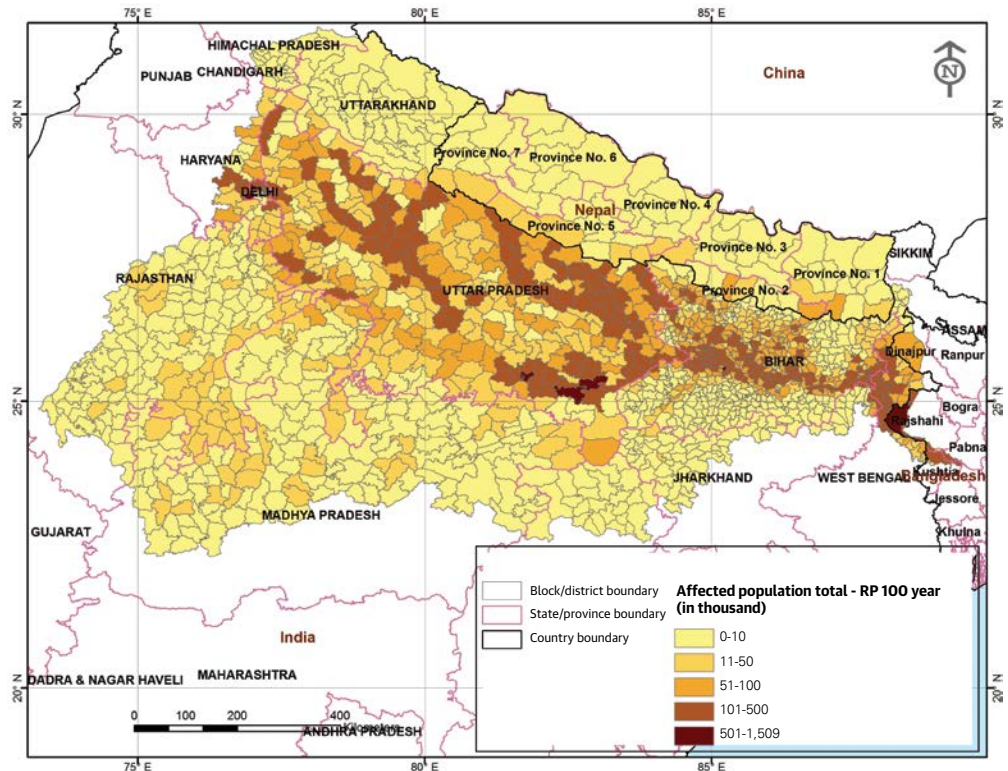 75° E
80° E
85° E
HIMACHAL PRADESH
PUNJAB
CHANDIGARH
China
N
UTTARAKHAND
30° N
30° N
HARYANA
Province No. 7
Province No. 6
DELHI
Province No. 4
Nepal
Province No. 5
Province No. 3
SIKKIM
RAJASTHAN
Province No. 1
UTTAR PRADESH
Province No. 2
ASSAM
Dinajpur
Ranpur
BIHAR
25° N
25° N
Bogra
Rajshahi
Pabna
JHARKHAND
WEST BENGAL
Kushtia
Bangladesh
Jessore
MADHYA PRADESH
GUJARAT
Khulna
Block/district boundary
State/province boundary
Country boundary
Affected population total - RP 100 year
(in thousand)
0-10
11-50
51-100
101-500
501-1,509
India
DADRA & NAGAR HAVELI
MAHARASHTRA
20° N
20° N
0 100 200 400
Kilometers
ANDHRA PRADESH
75° E
80° E
85° E